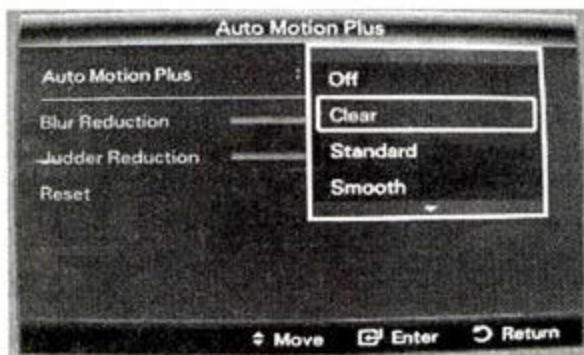 Auto Motion Plus
Auto Motion Plus :
Off
Clear
Standard
Smooth
Blur Reduction
Judder Reduction
Reset
Move Enter Return